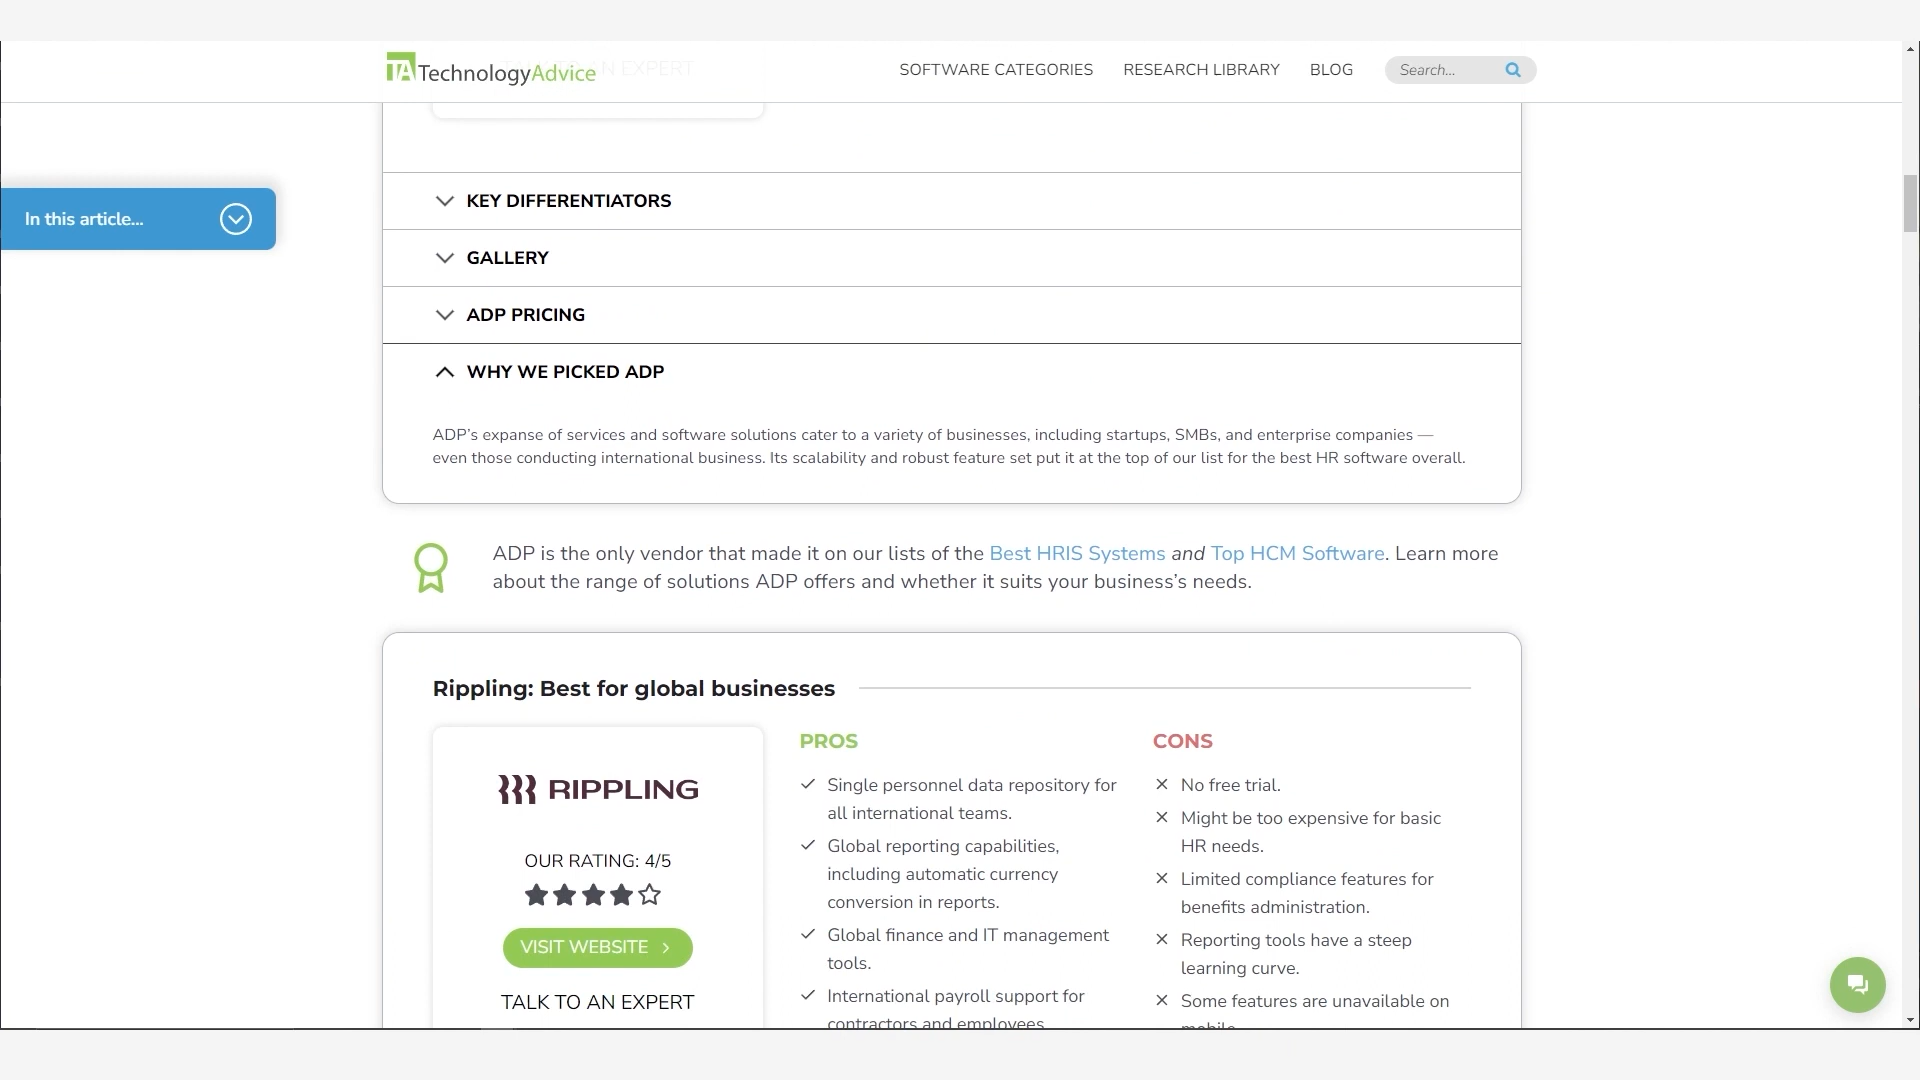 TechnologyAdvice
TALK TO AN EXPERT
SOFTWARE CATEGORIES
RESEARCH LIBRARY
BLOG
Search...
In this article...
KEY DIFFERENTIATORS
GALLERY
ADP PRICING
WHY WE PICKED ADP
ADP’s expanse of services and software solutions cater to a variety of businesses, including startups, SMBs, and enterprise companies —
even those conducting international business. Its scalability and robust feature set put it at the top of our list for the best HR software overall.
ADP is the only vendor that made it on our lists of the Best HRIS Systems and Top HCM Software. Learn more
about the range of solutions ADP offers and whether it suits your business’s needs.
Rippling: Best for global businesses
RIPPLING
OUR RATING: 4/5
VISIT WEBSITE
TALK TO AN EXPERT
PROS
Single personnel data repository for
all international teams.
Global reporting capabilities,
including automatic currency
conversion in reports.
Global finance and IT management
tools.
International payroll support for
contractors and employees
CONS
No free trial.
Might be too expensive for basic
HR needs.
Limited compliance features for
benefits administration.
Reporting tools have a steep
learning curve.
Some features are unavailable on
mobile.